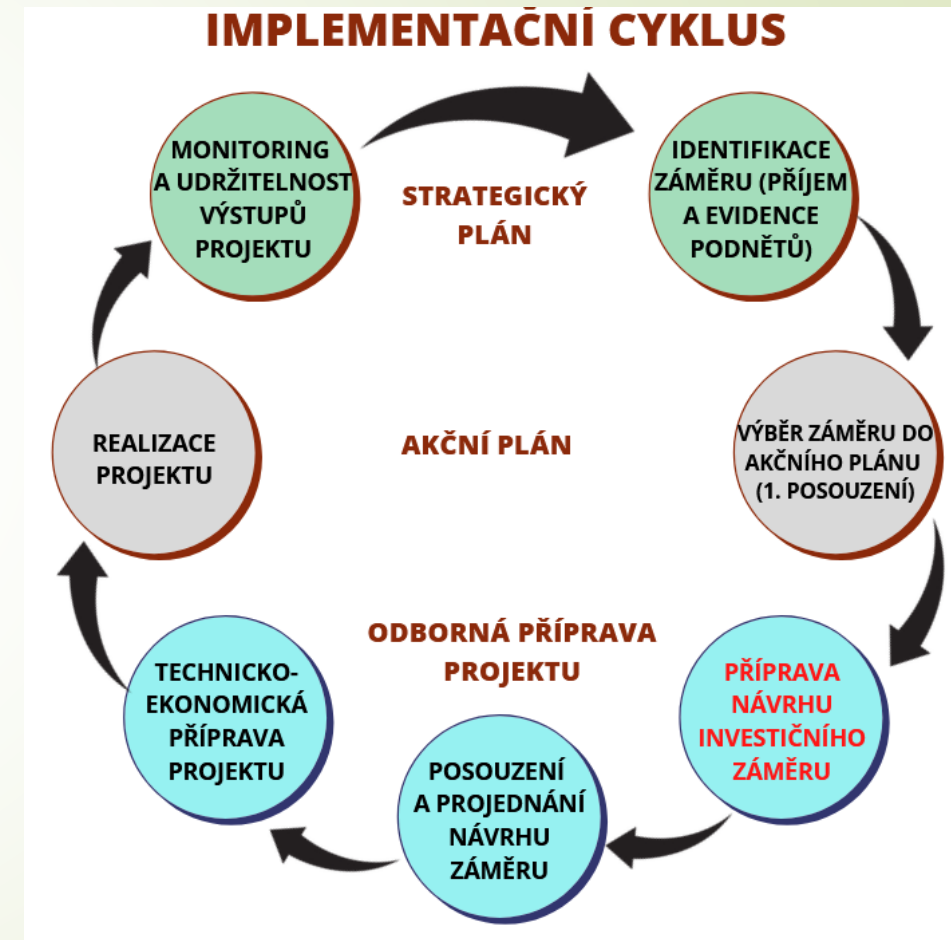 IMPLEMENTAČNÍ CYKLUS
MONITORING
A UDRŽITELNOST
VÝSTUPŮ
PROJEKTU
STRATEGICKÝ
PLÁN
IDENTIFIKACE
ZÁMĚRU (PŘÍJEM
A EVIDENCE
PODNĚTŮ)
REALIZACE
PROJEKTU
AKČNÍ PLÁN
VÝBĚR ZÁMĚRU DO
AKČNÍHO PLÁNU
(1. POSOUZENÍ)
ODBORNÁ PŘÍPRAVA
PROJEKTU
TECHNICKO-
EKONOMICKÁ
PŘÍPRAVA
PROJEKTU
POSOUZENÍ
A PROJEDNÁNÍ
NÁVRHU
ZÁMĚRU
PŘÍPRAVA
NÁVRHU
INVESTIČNÍHO
ZÁMĚRU